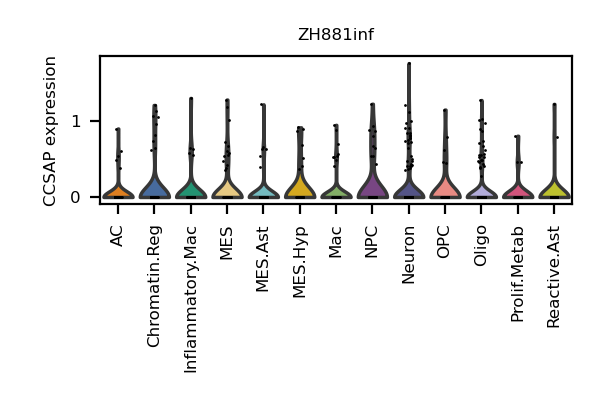 ZH881inf
CCSAP expression
1
0
AC
Chromatin.Reg
Inflammatory.Mac
MES
MES.Ast
MES.Hyp
Mac
NPC
Neuron
OPC
Oligo
Prolif.Metab
Reactive.Ast